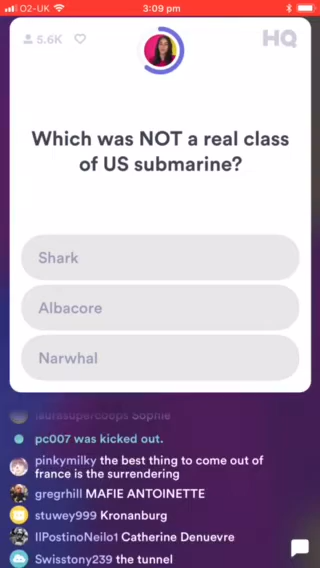 O2-UK 3:09 pm
5.6K HQ
Which was NOT a real class
of US submarine?
Shark
Albacore
Narwhal
laurasupercoeps Sophie
pc007 was kicked out.
pinkymilky the best thing to come out of
france is the surrendering
gregrhill MAFIE ANTOINETTE
stuwey999 Kronanburg
IlPostinoNeilo1 Catherine Denuevre
Swisstony239 the tunnel